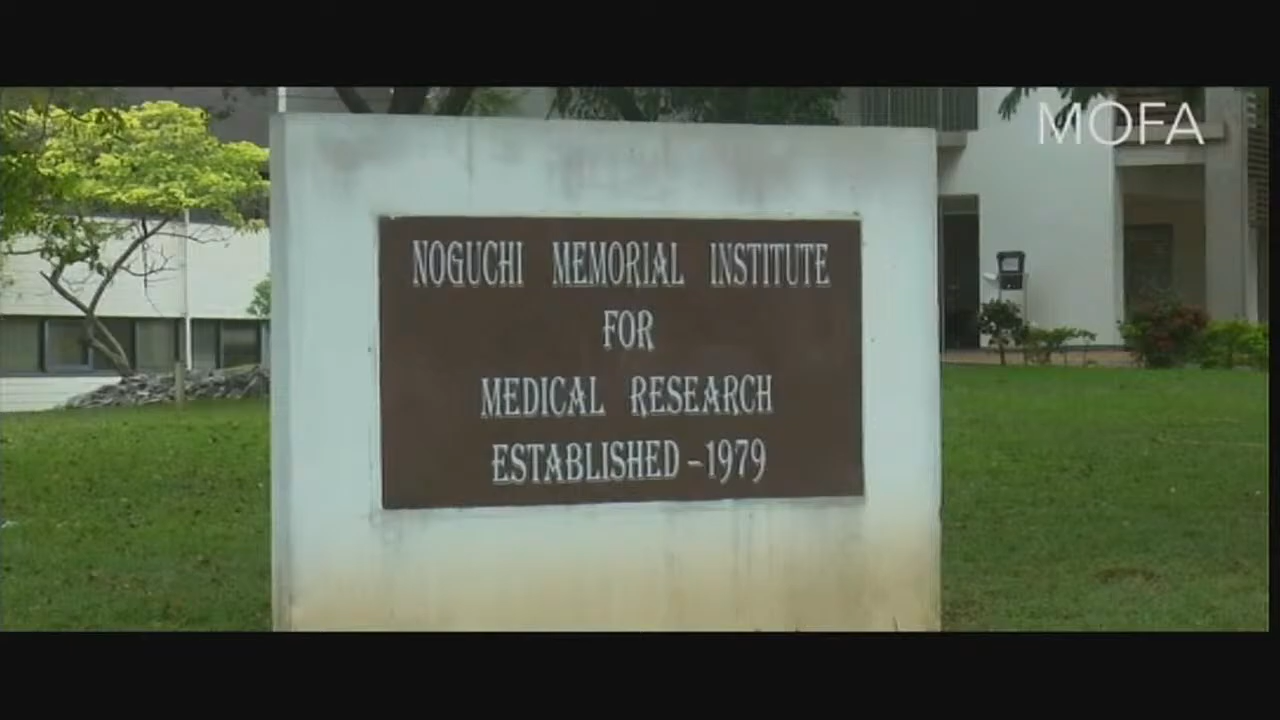 MOFA
NOGUCHI MEMORIAL INSTITUTE
FOR
MEDICAL RESEARCH
ESTABLISHED - 1979